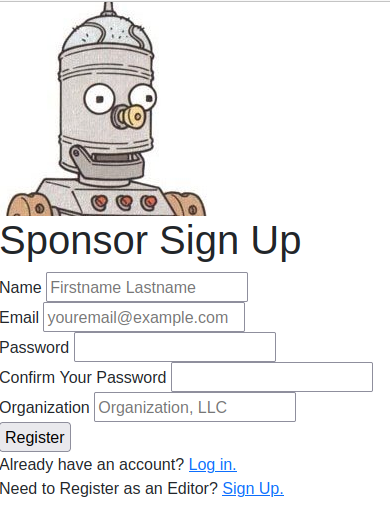 Sponsor Sign Up
Name Firstname Lastname
Email youremail@example.com
Password
Confirm Your Password
Organization Organization, LLC
Register
Already have an account? Log in.
Need to Register as an Editor? Sign Up.